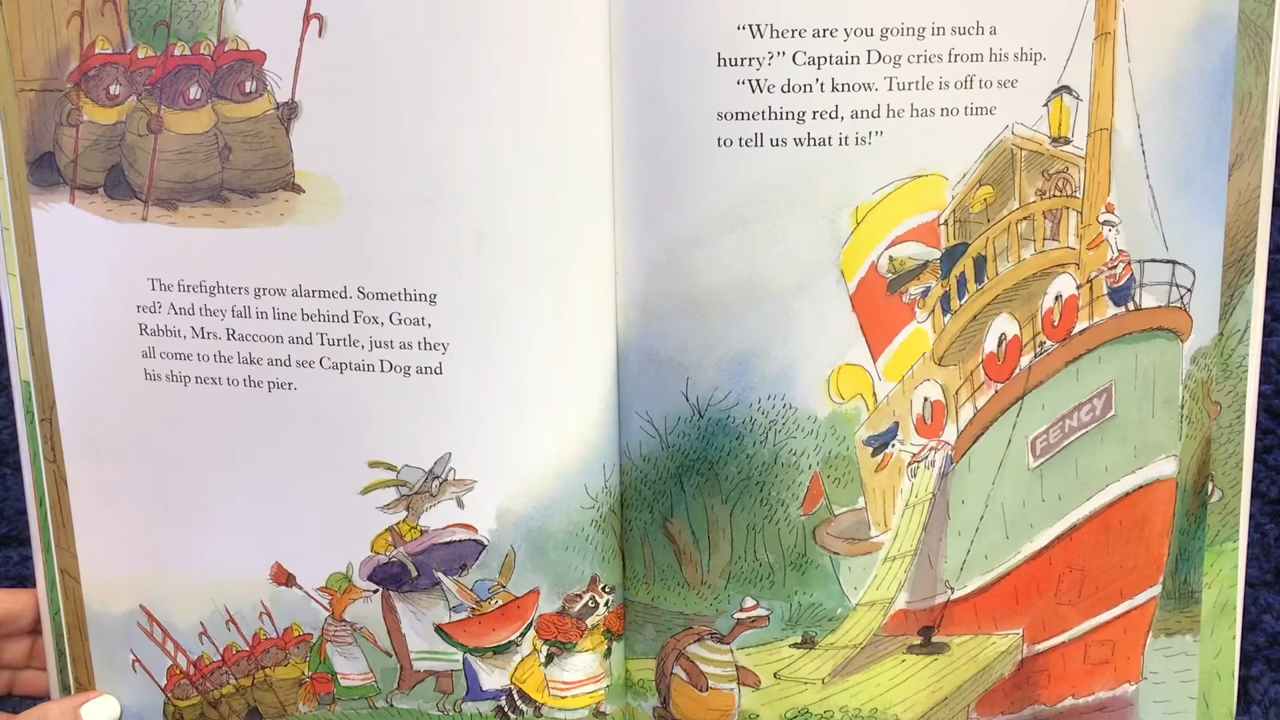 The firefighters grow alarmed. Something
red? And they fall in line behind Fox, Goat,
Rabbit, Mrs. Raccoon and Turtle, just as they
all come to the lake and see Captain Dog and
his ship next to the pier.
“Where are you going in such a
hurry?” Captain Dog cries from his ship.
“We don’t know. Turtle is off to see
something red, and he has no time
to tell us what it is!”
FENCY